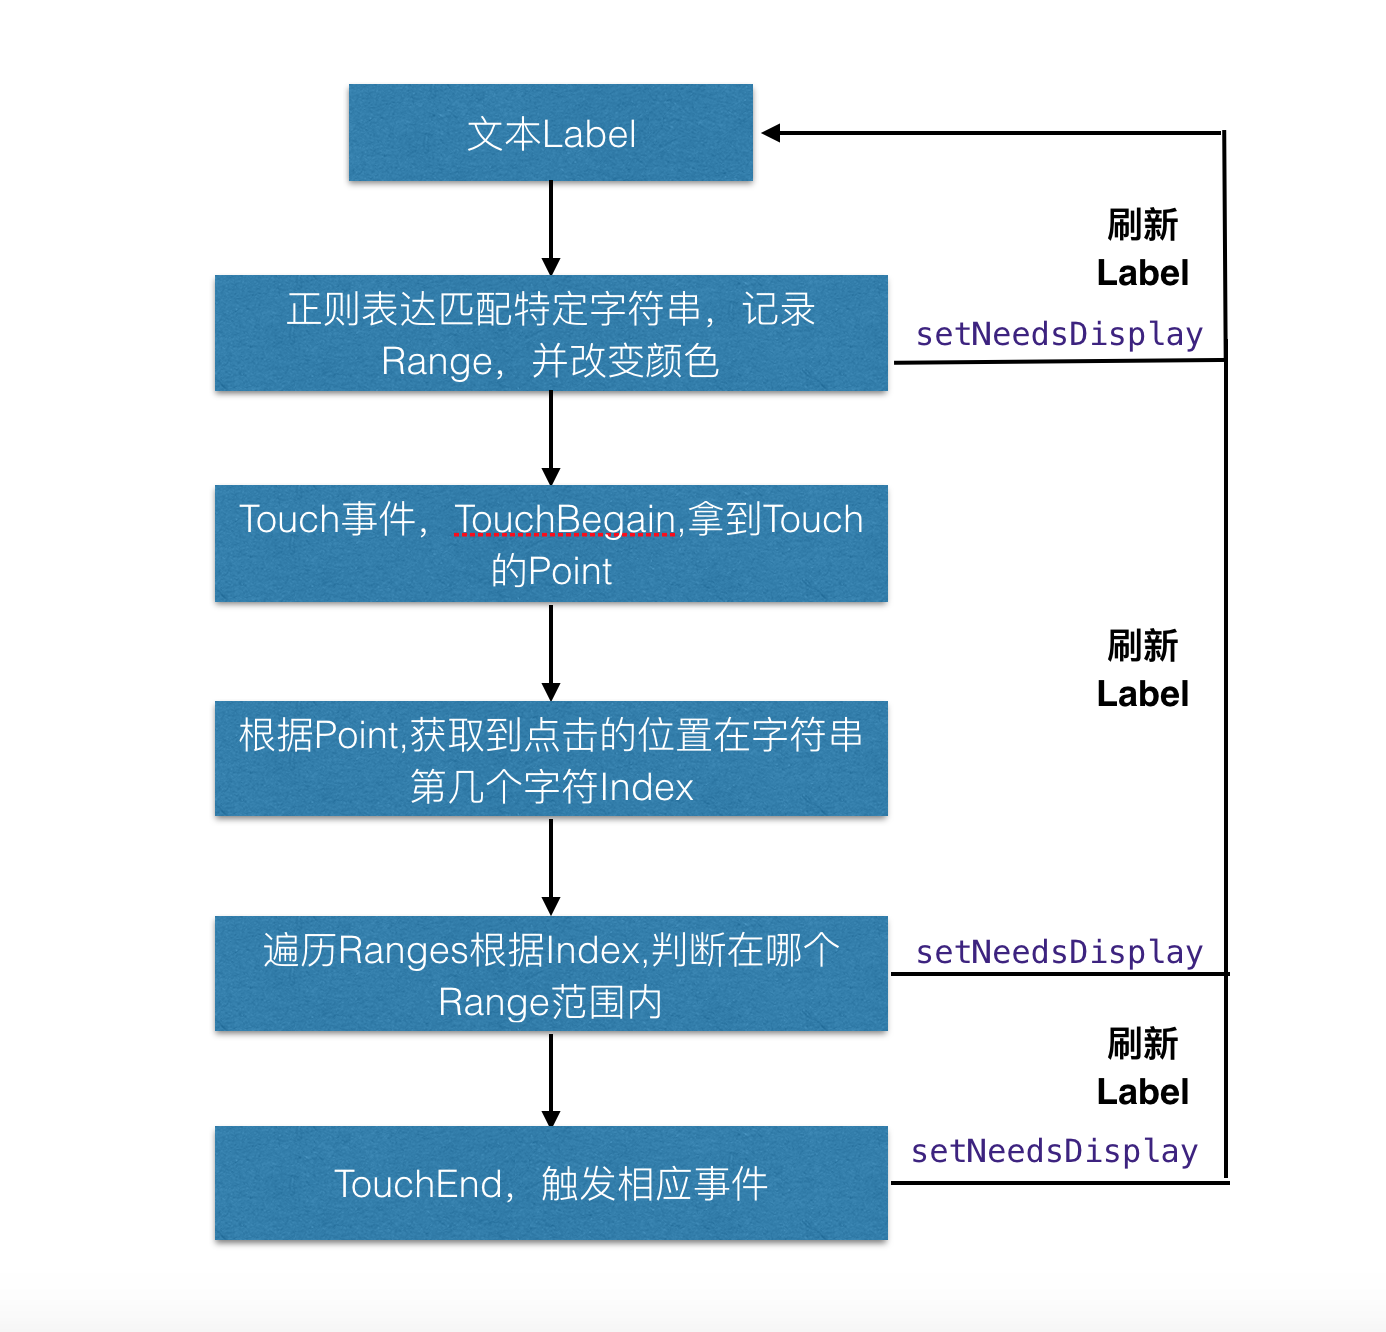 文本Label
刷新
Label
正则表达匹配特定字符串，记录
Range，并改变颜色
setNeedsDisplay
Touch事件，TouchBegain,拿到Touch
的Point
刷新
Label
根据Point,获取到点击的位置在字符串
第几个字符Index
遍历Ranges根据Index,判断在哪个
Range范围内
setNeedsDisplay
刷新
Label
setNeedsDisplay
TouchEnd，触发相应事件